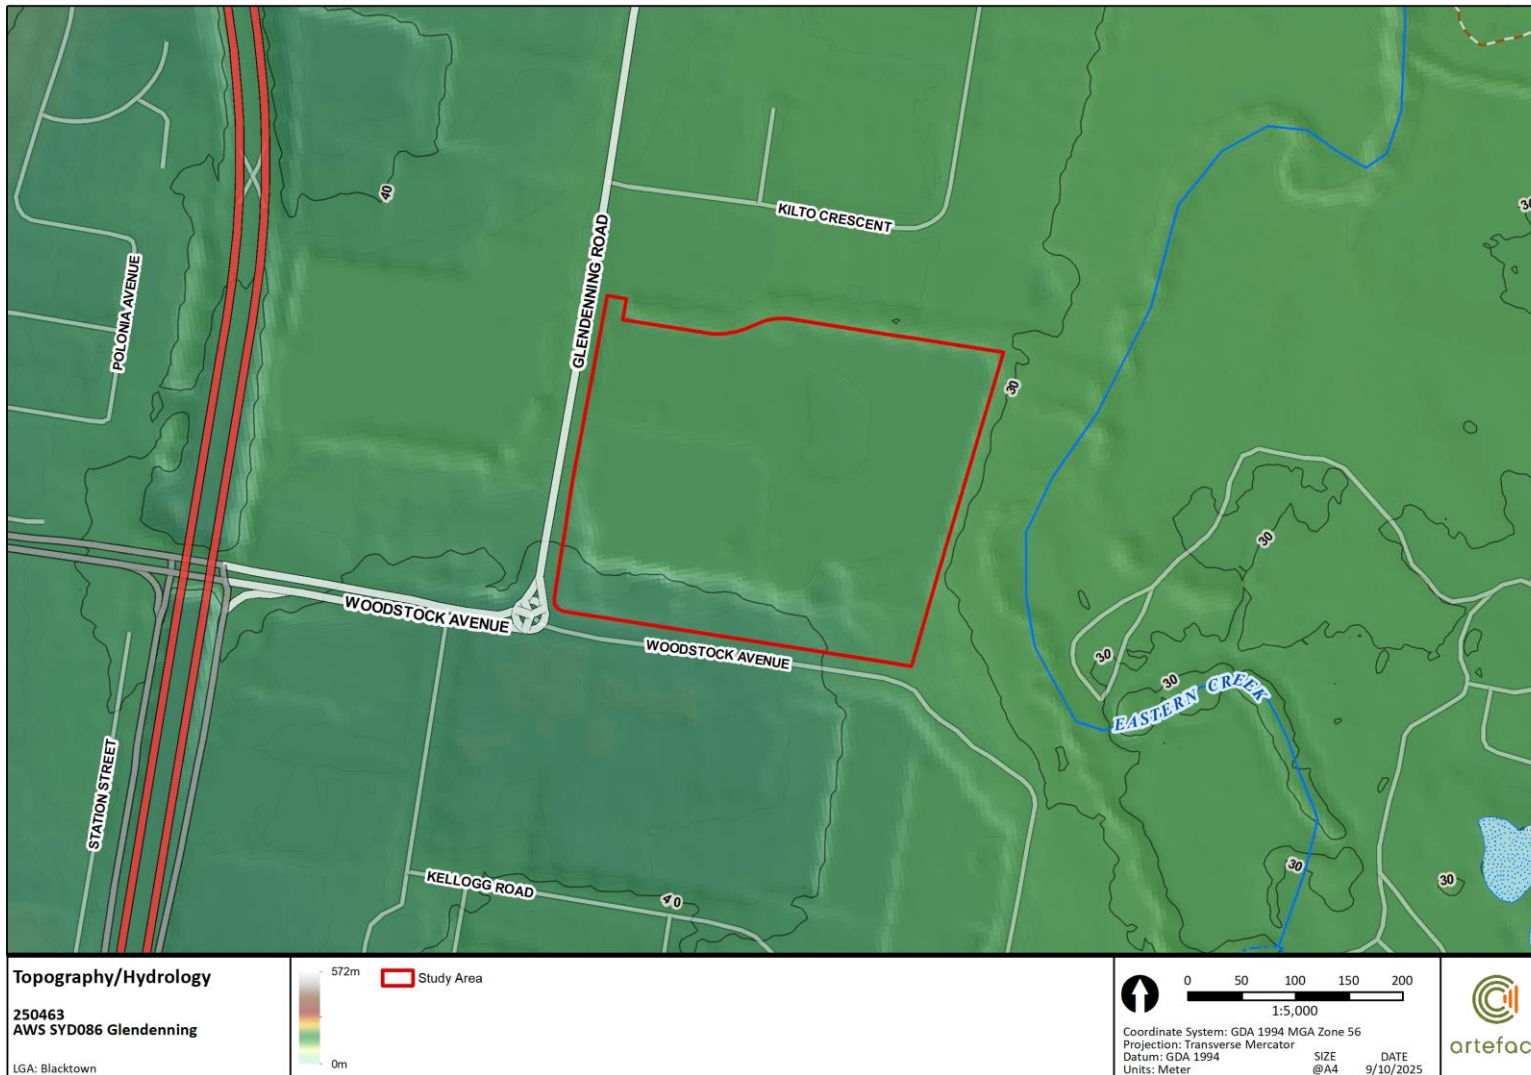 40
30
KILTO CRESCENT
GLENDENNING ROAD
POLONIA AVENUE
30
30
WOODSTOCK AVENUE
WOODSTOCK AVENUE
30
30
EASTERN CREEK
STATION STREET
KELLOGG ROAD
40
30
30
Topography/Hydrology
250463
AWS SYD086 Glendenning
LGA: Blacktown
572m
0m
Study Area
0 50 100 150 200
1:5,000
Coordinate System: GDA 1994 MGA Zone 56
Projection: Transverse Mercator
Datum: GDA 1994
Units: Meter
SIZE
@A4
DATE
9/10/2025
artefac